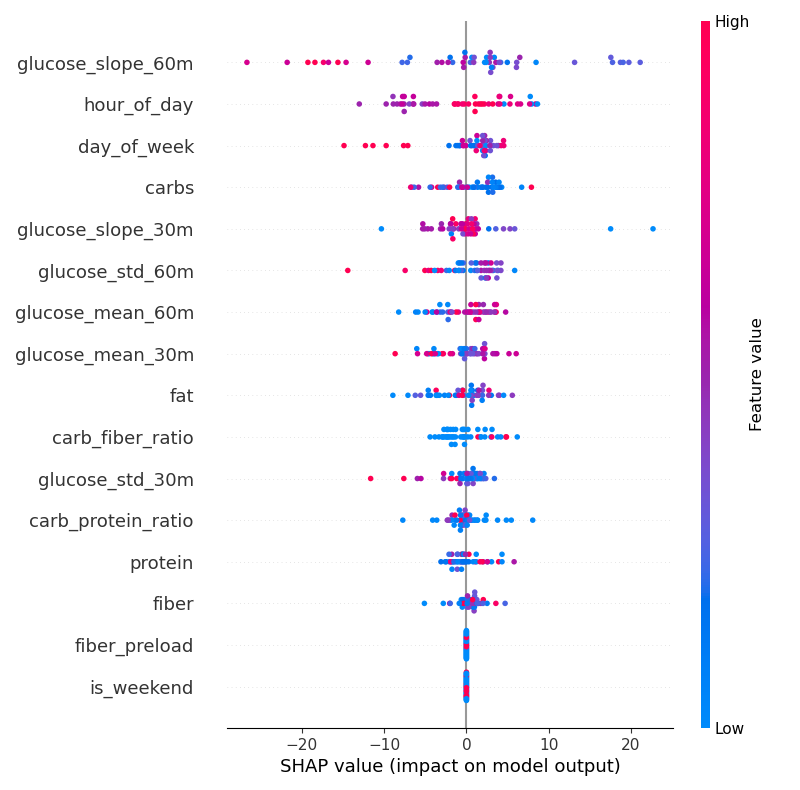 High
glucose_slope_60m
hour_of_day
day_of_week
carbs
glucose_slope_30m
glucose_std_60m
glucose_mean_60m
glucose_mean_30m
fat
carb_fiber_ratio
glucose_std_30m
carb_protein_ratio
protein
fiber
fiber_preload
is_weekend
Feature value
Low
−20 −10 0 10 20
SHAP value (impact on model output)